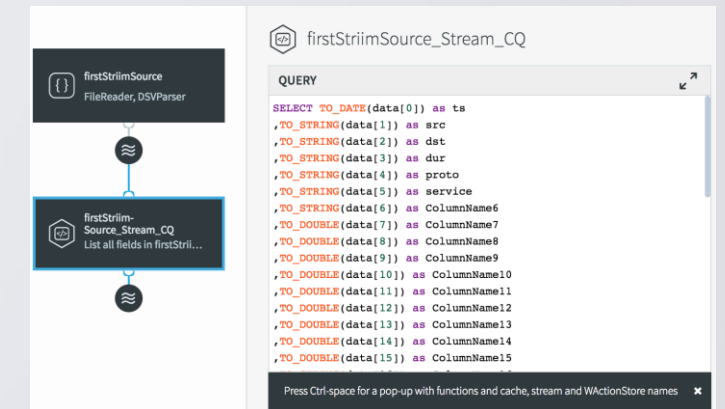 firstStriimSource
FileReader, DSVParser
firstStriim-
Source_Stream_CQ
List all fields in firstStrii...
firstStriimSource_Stream_CQ
QUERY
SELECT TO_DATE(data[0]) as ts
,TO_STRING(data[1]) as src
,TO_STRING(data[2]) as dst
,TO_STRING(data[3]) as dur
,TO_STRING(data[4]) as proto
,TO_STRING(data[5]) as service
,TO_STRING(data[6]) as ColumnName6
,TO_DOUBLE(data[7]) as ColumnName7
,TO_DOUBLE(data[8]) as ColumnName8
,TO_DOUBLE(data[9]) as ColumnName9
,TO_DOUBLE(data[10]) as ColumnName10
,TO_DOUBLE(data[11]) as ColumnName11
,TO_DOUBLE(data[12]) as ColumnName12
,TO_DOUBLE(data[13]) as ColumnName13
,TO_DOUBLE(data[14]) as ColumnName14
,TO_DOUBLE(data[15]) as ColumnName15
Press Ctrl-space for a pop-up with functions and cache, stream and WActionStore names